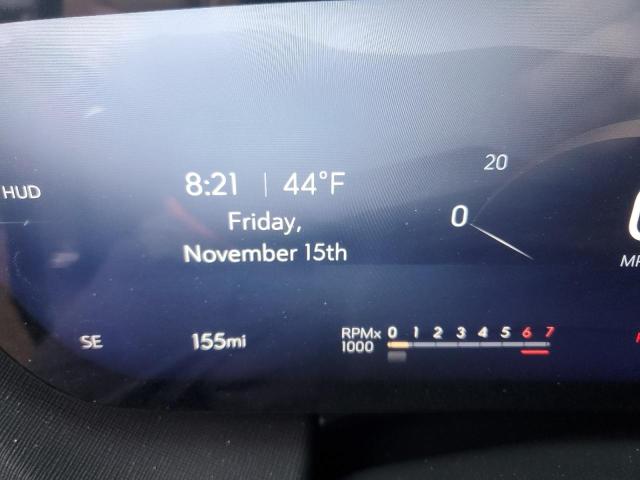 HUD
8:21 | 44°F
Friday,
November 15th
20
0
SE
155mi
RPMx
1000
0 1 2 3 4 5 6 7